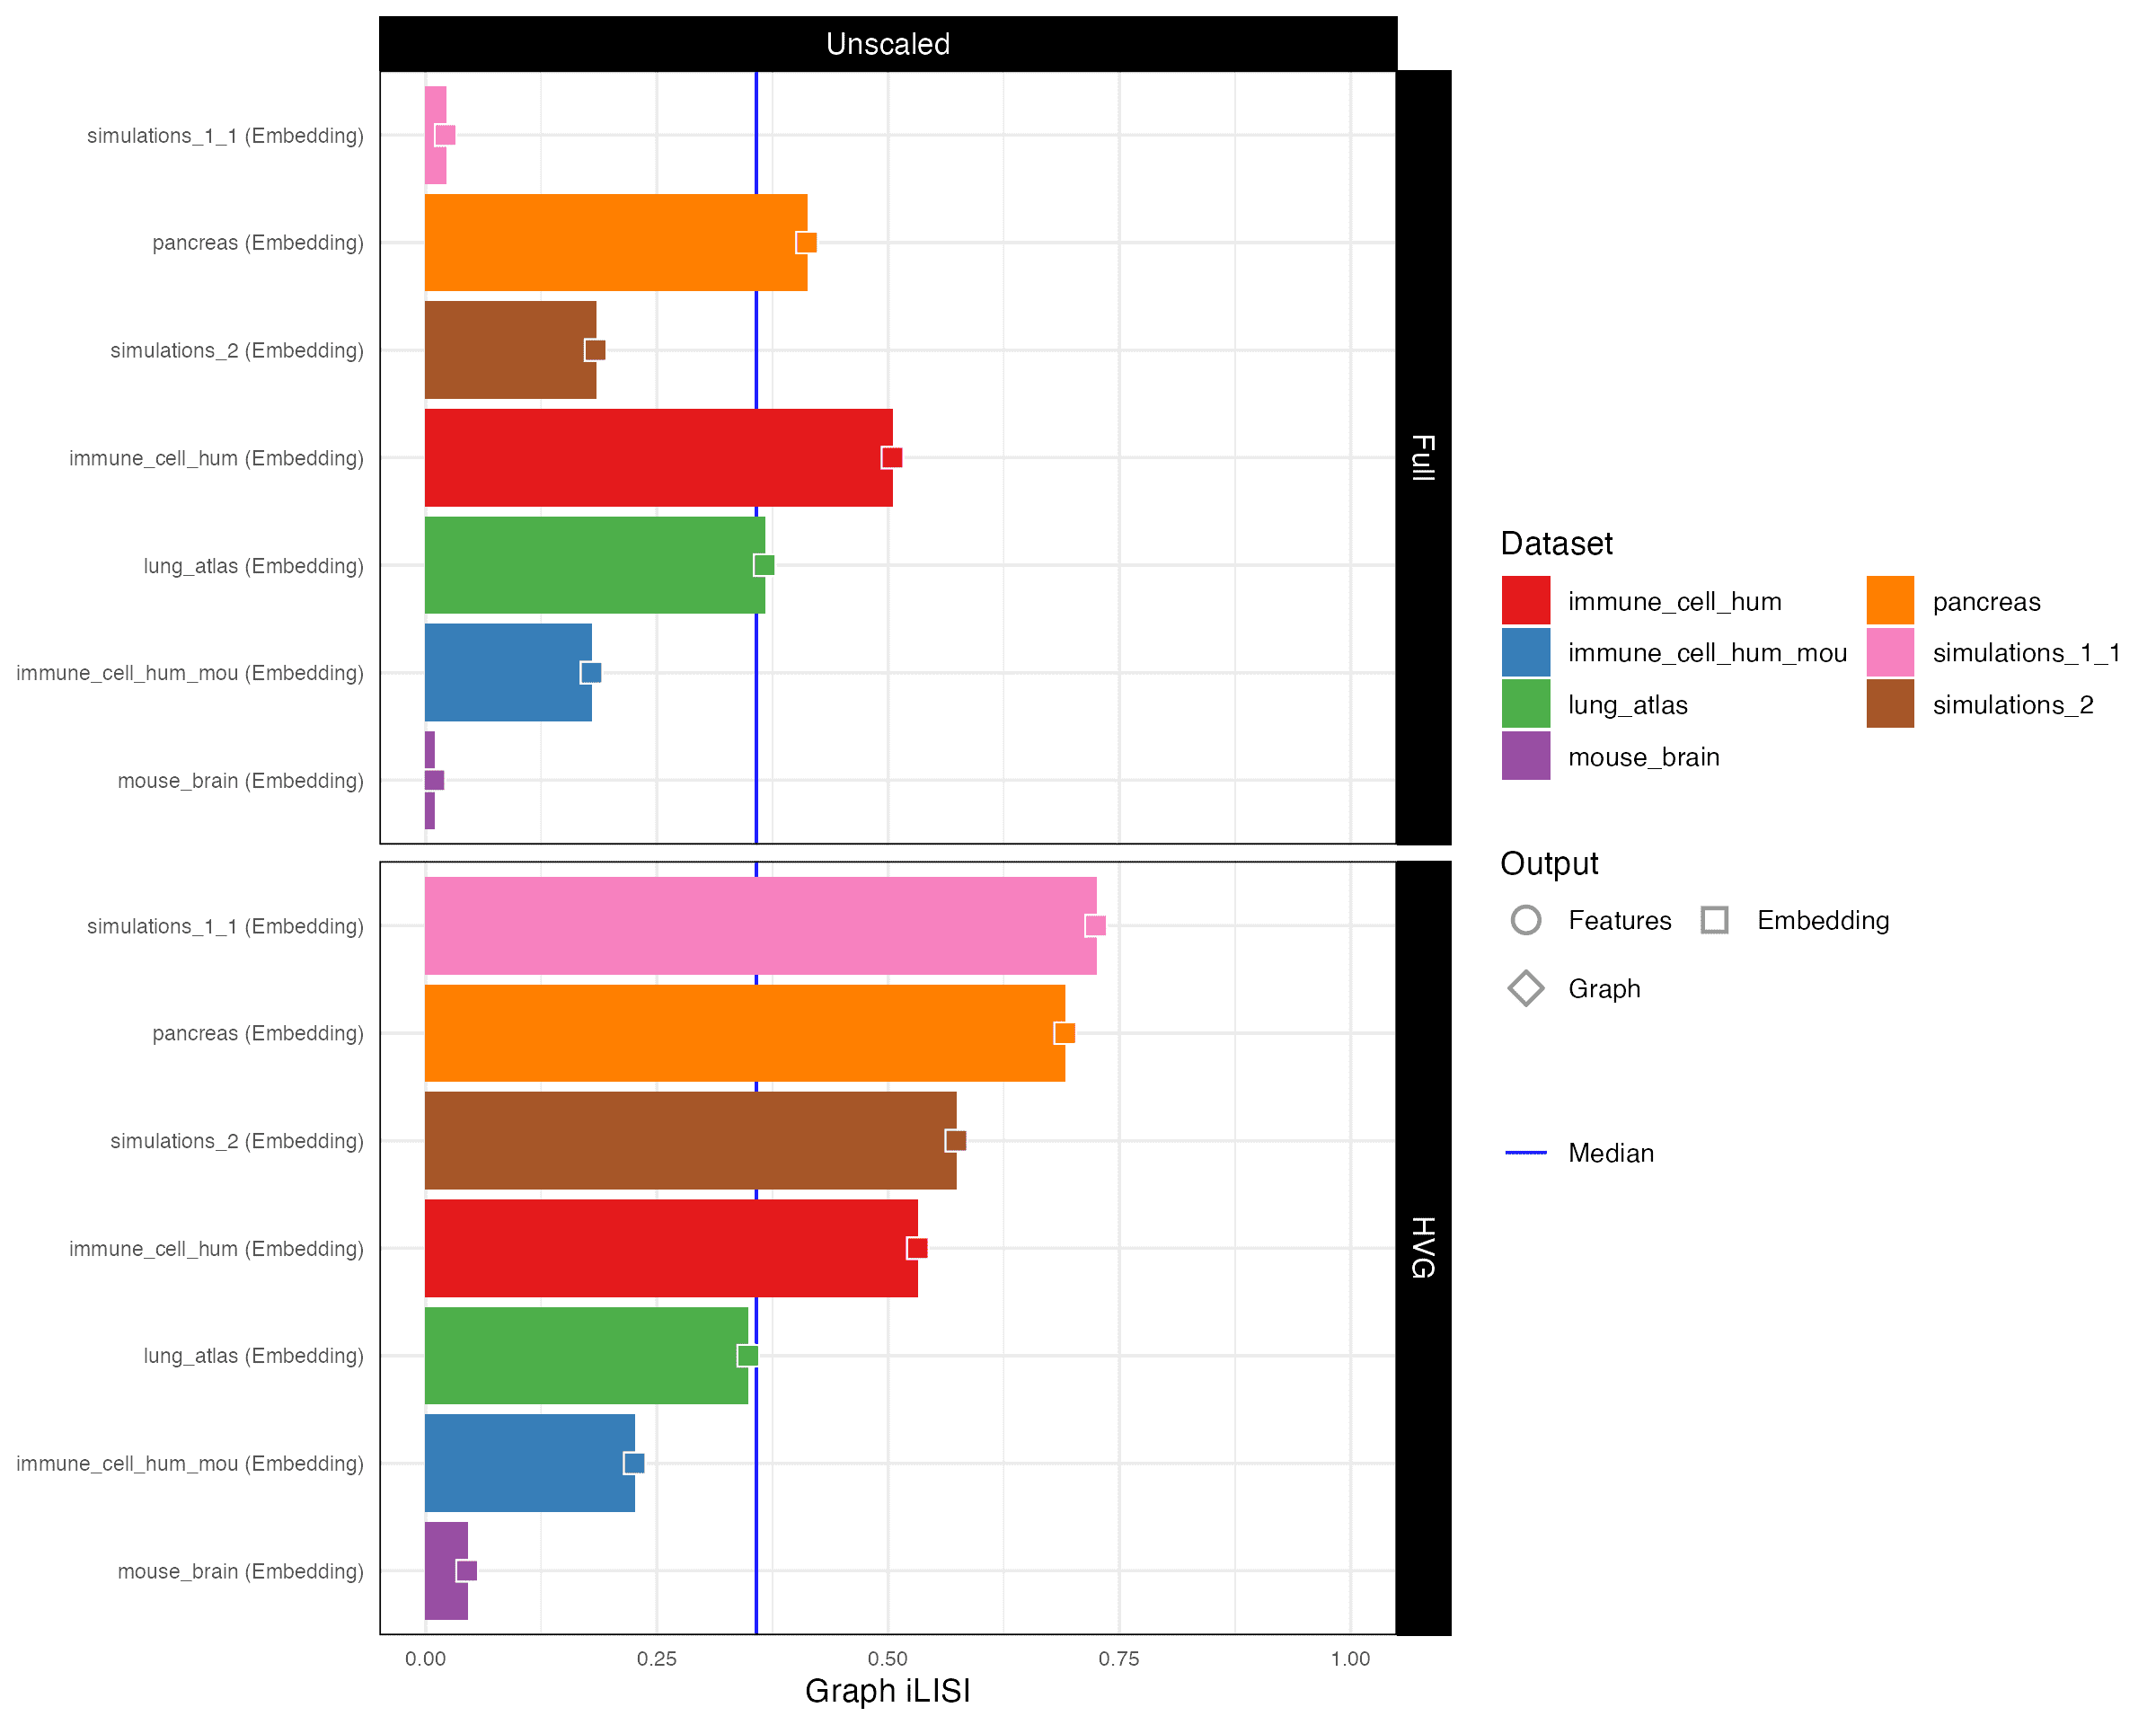 Unscaled
simulations_1_1 (Embedding)
pancreas (Embedding)
simulations_2 (Embedding)
immune_cell_hum (Embedding)
lung_atlas (Embedding)
immune_cell_hum_mou (Embedding)
mouse_brain (Embedding)
Full
simulations_1_1 (Embedding)
pancreas (Embedding)
simulations_2 (Embedding)
immune_cell_hum (Embedding)
lung_atlas (Embedding)
immune_cell_hum_mou (Embedding)
mouse_brain (Embedding)
HVG
0.00 0.25 0.50 0.75 1.00
Graph iLISI
Dataset
immune_cell_hum pancreas
immune_cell_hum_mou simulations_1_1
lung_atlas simulations_2
mouse_brain
Output
Features Embedding
Graph
Median